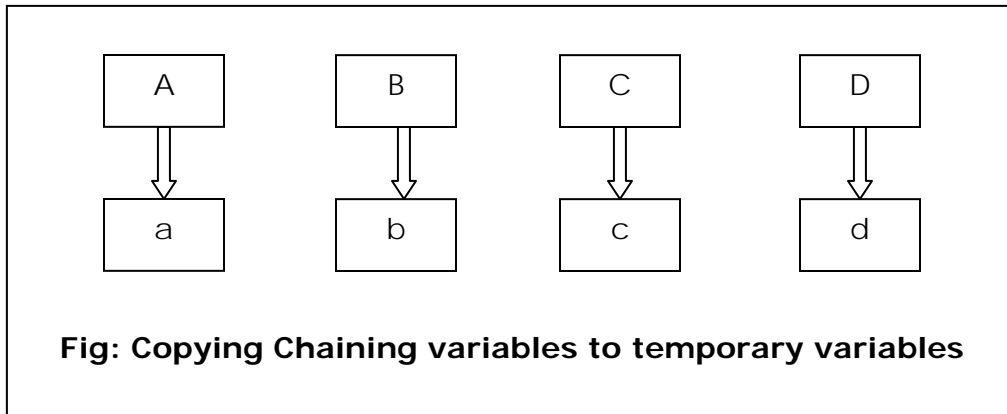 A B C D
a b c d
Fig: Copying Chaining variables to temporary variables